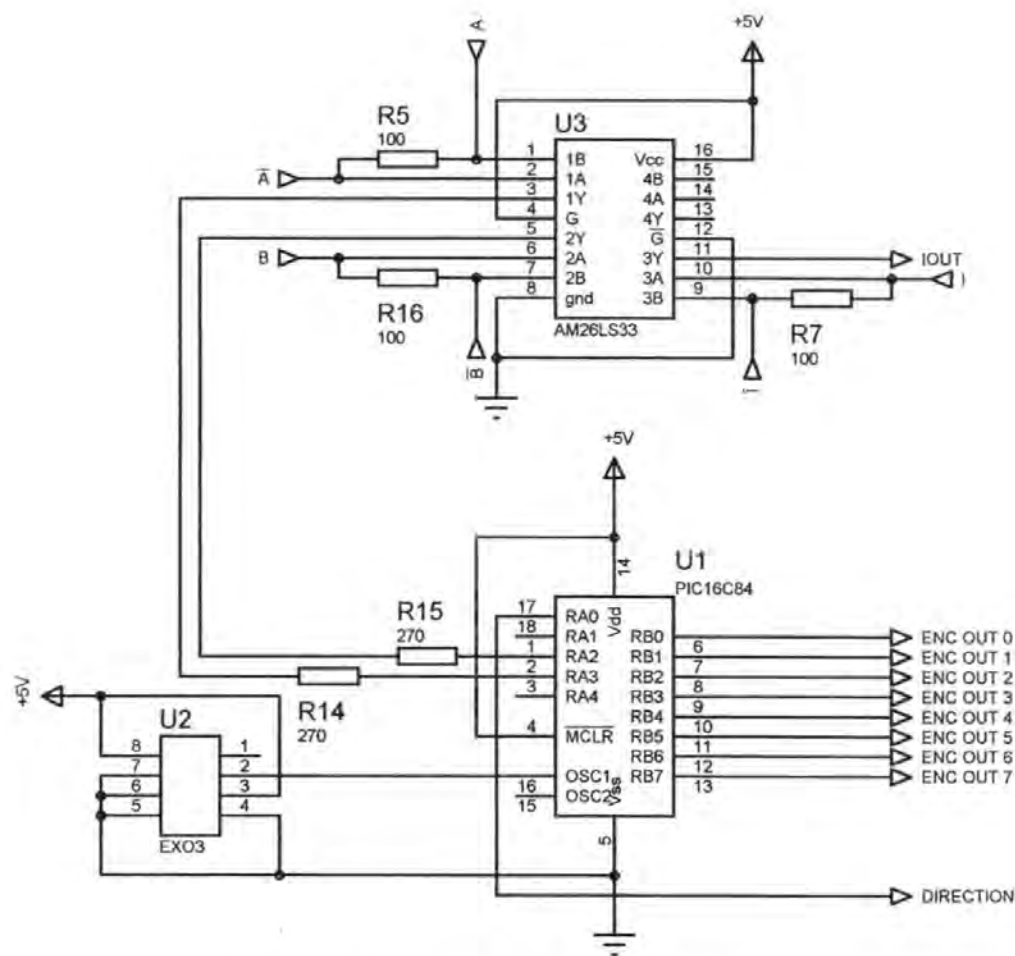 A
+5V
R5
100
U3
1
2
3
4
5
6
7
8
1B
1A
1Y
G
2Y
2A
2B
gnd
Vcc
4B
4A
4Y
G
3Y
3A
3B
16
15
14
13
12
11
10
9
A
B
R16
100
B
AM26LS33
IOUT
R7
100
+5V
U1
PIC16C84
14
Vdd
R15
270
R14
270
17
18
1
2
3
4
16
15
RA0
RA1
RA2
RA3
RA4
MCLR
OSC1
OSC2
Vss
5
RB0
RB1
RB2
RB3
RB4
RB5
RB6
RB7
6
7
8
9
10
11
12
13
ENC OUT 0
ENC OUT 1
ENC OUT 2
ENC OUT 3
ENC OUT 4
ENC OUT 5
ENC OUT 6
ENC OUT 7
+5V
U2
8
7
6
5
1
2
3
4
EXO3
DIRECTION